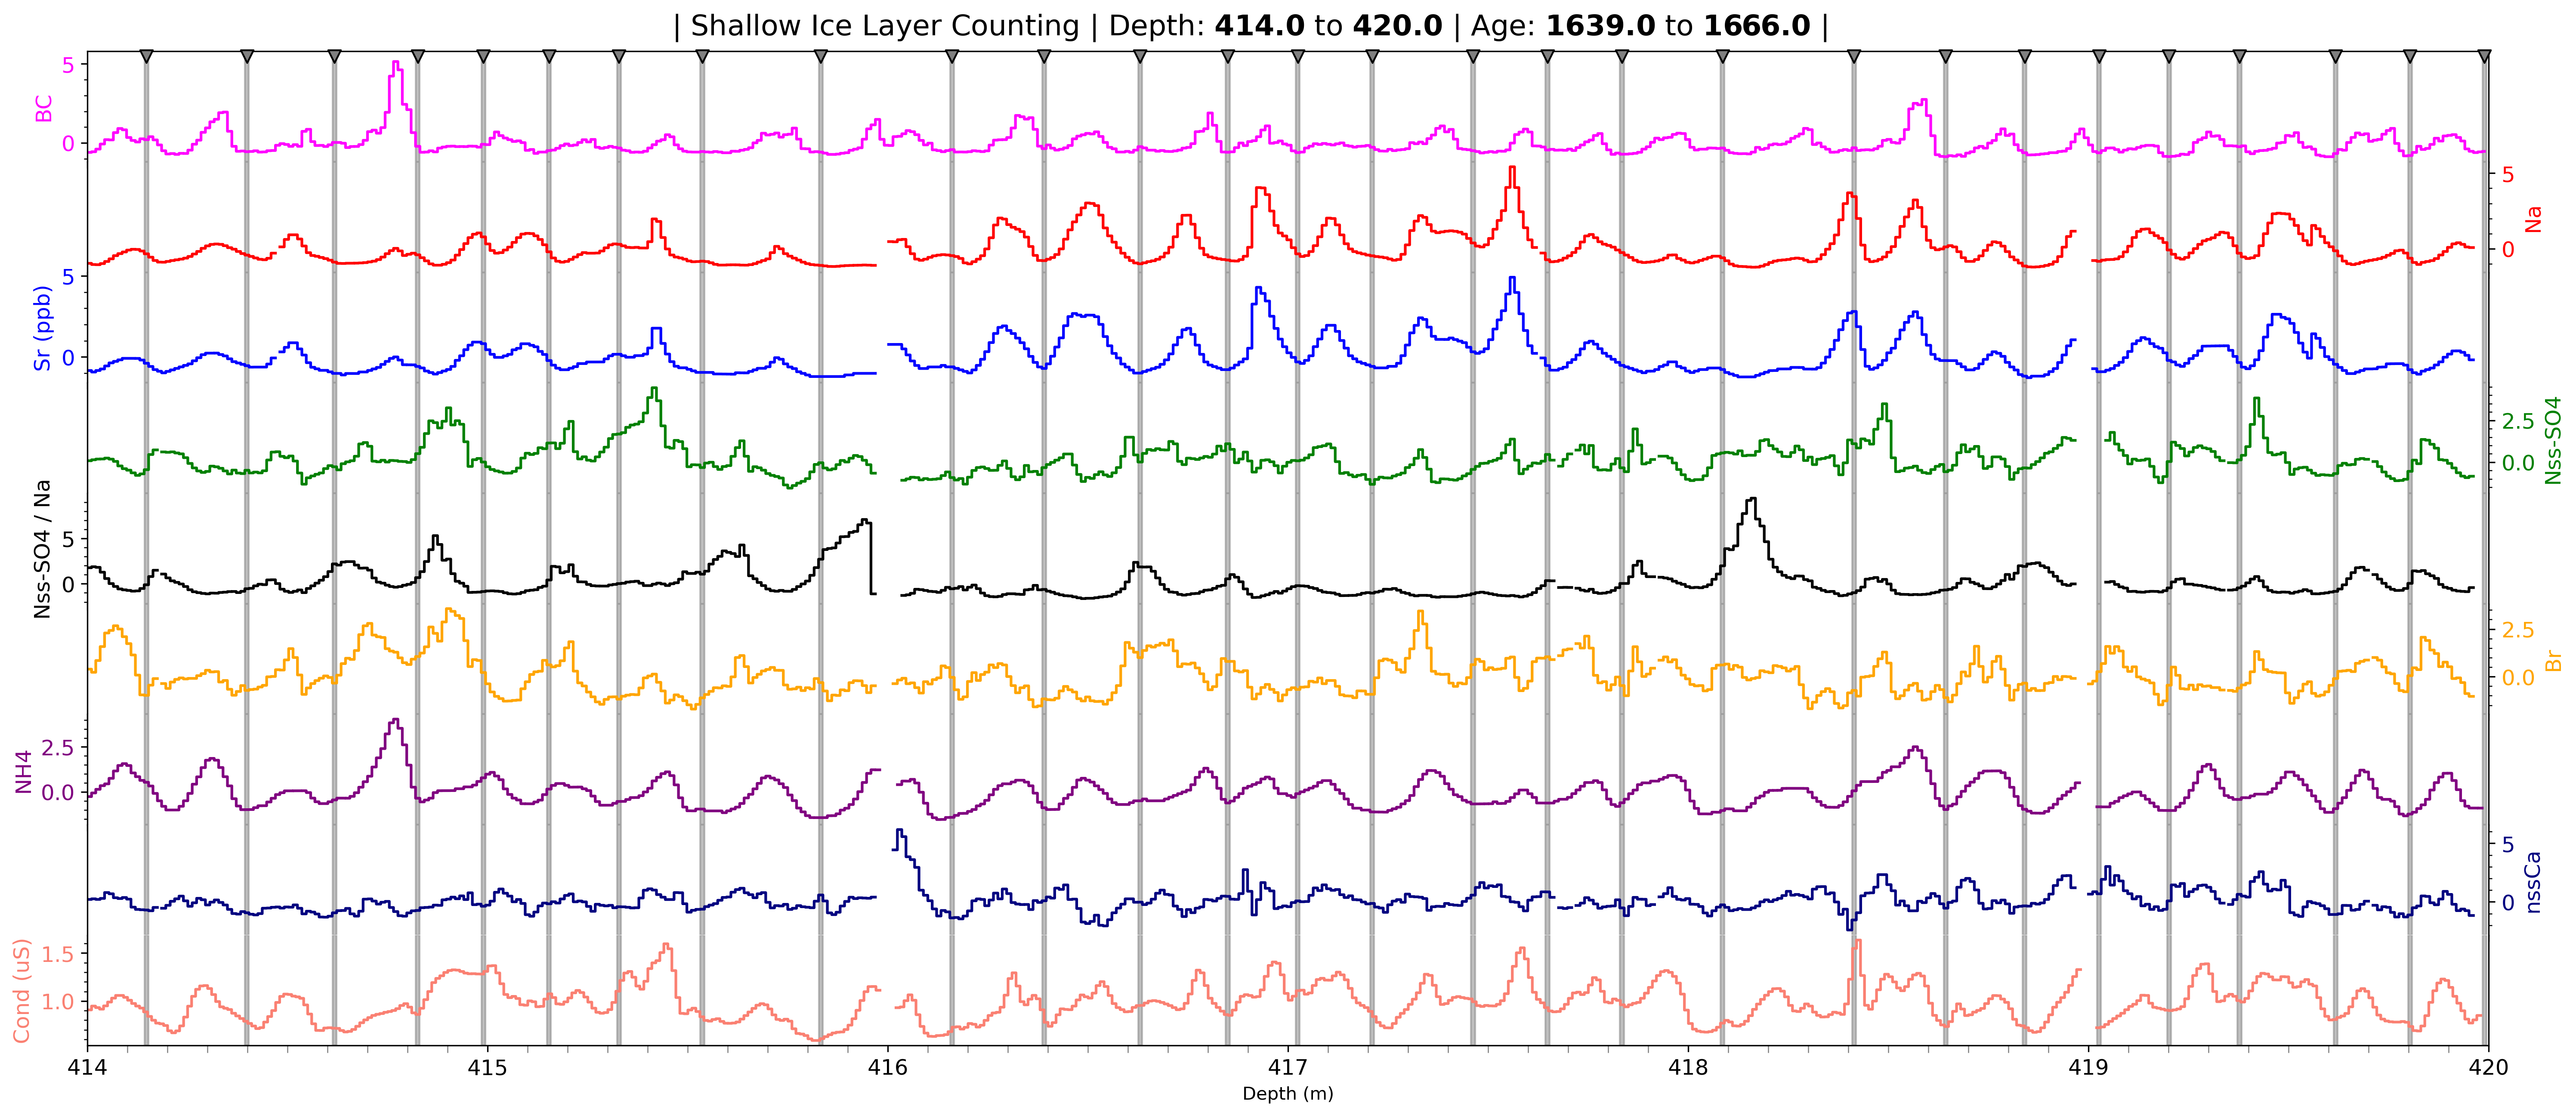 | Shallow Ice Layer Counting | Depth: 414.0 to 420.0 | Age: 1639.0 to 1666.0 |
BC
5
0
5
0
Na
Sr (ppb)
5
0
2.5
0.0
Nss-SO4
Nss-SO4 / Na
5
0
2.5
0.0
Br
NH4
2.5
0.0
5
0
nssCa
Cond (uS)
1.5
1.0
414 415 416 417 418 419 420
Depth (m)